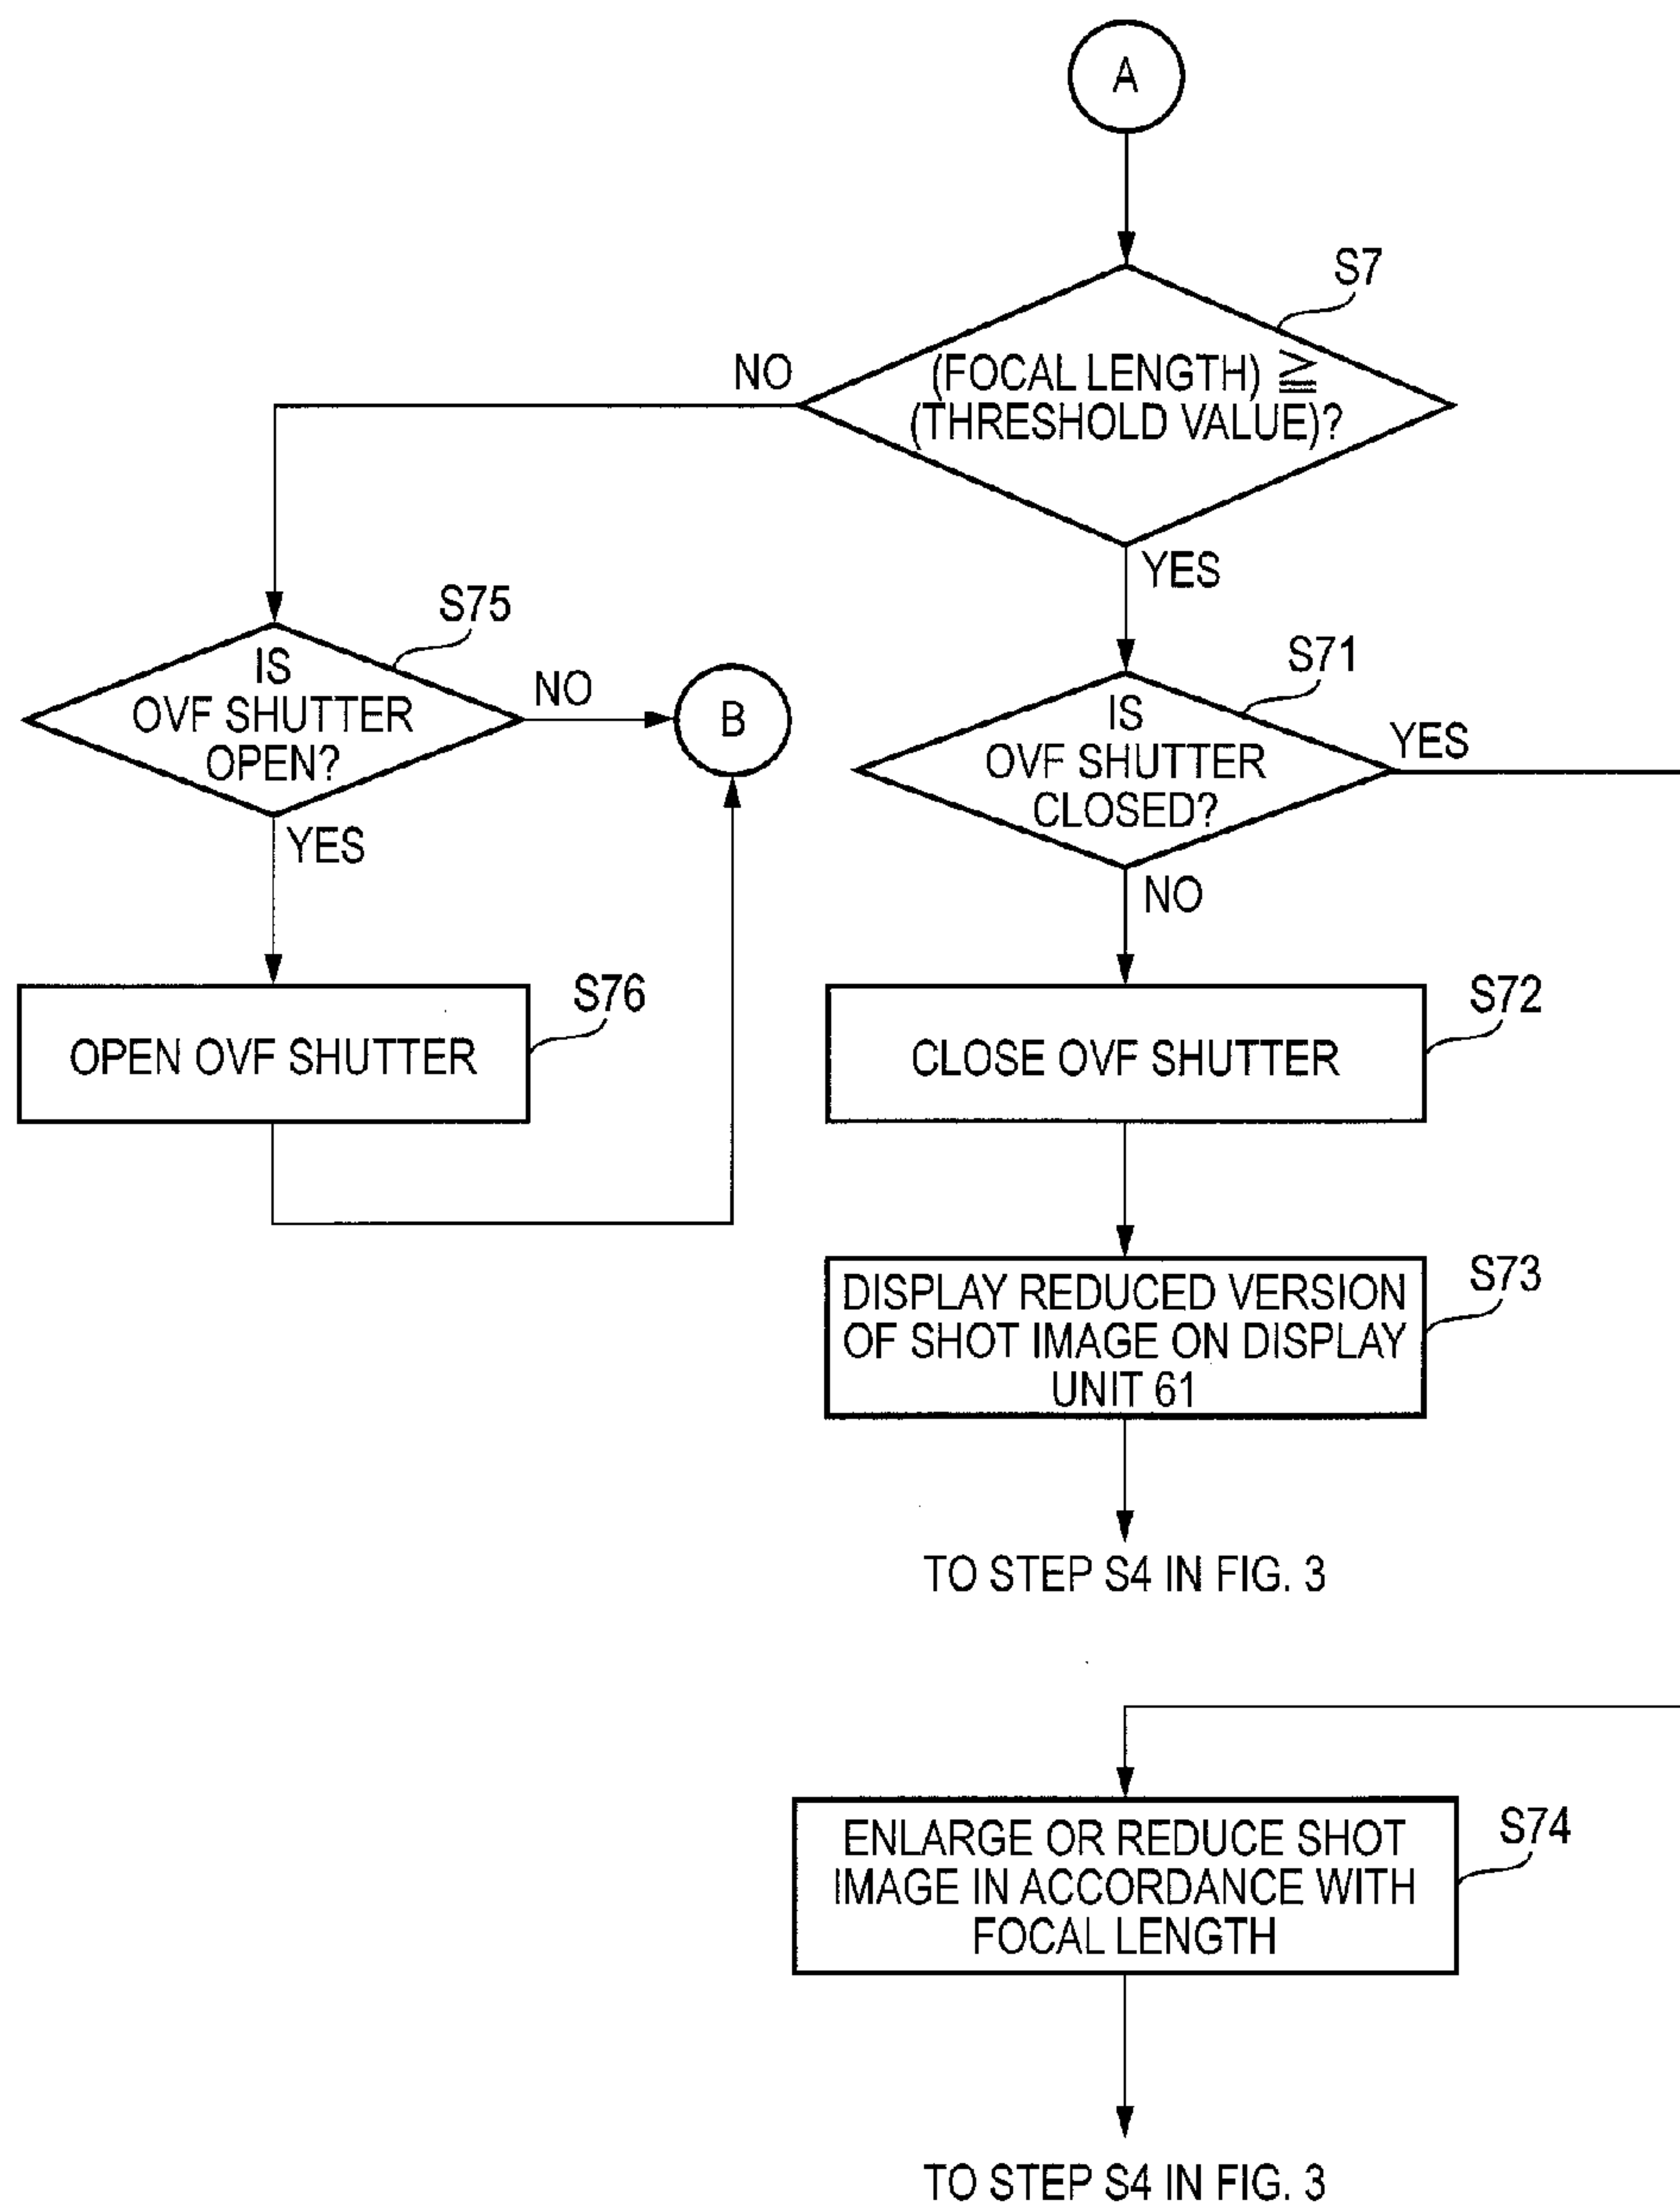 A
S7
(FOCAL LENGTH) ≧
(THRESHOLD VALUE)?
NO
YES
S75
IS
OVF SHUTTER
OPEN?
NO
B
YES
S71
IS
OVF SHUTTER
CLOSED?
YES
NO
S76
OPEN OVF SHUTTER
S72
CLOSE OVF SHUTTER
S73
DISPLAY REDUCED VERSION
OF SHOT IMAGE ON DISPLAY
UNIT 61
TO STEP S4 IN FIG. 3
S74
ENLARGE OR REDUCE SHOT
IMAGE IN ACCORDANCE WITH
FOCAL LENGTH
TO STEP S4 IN FIG. 3